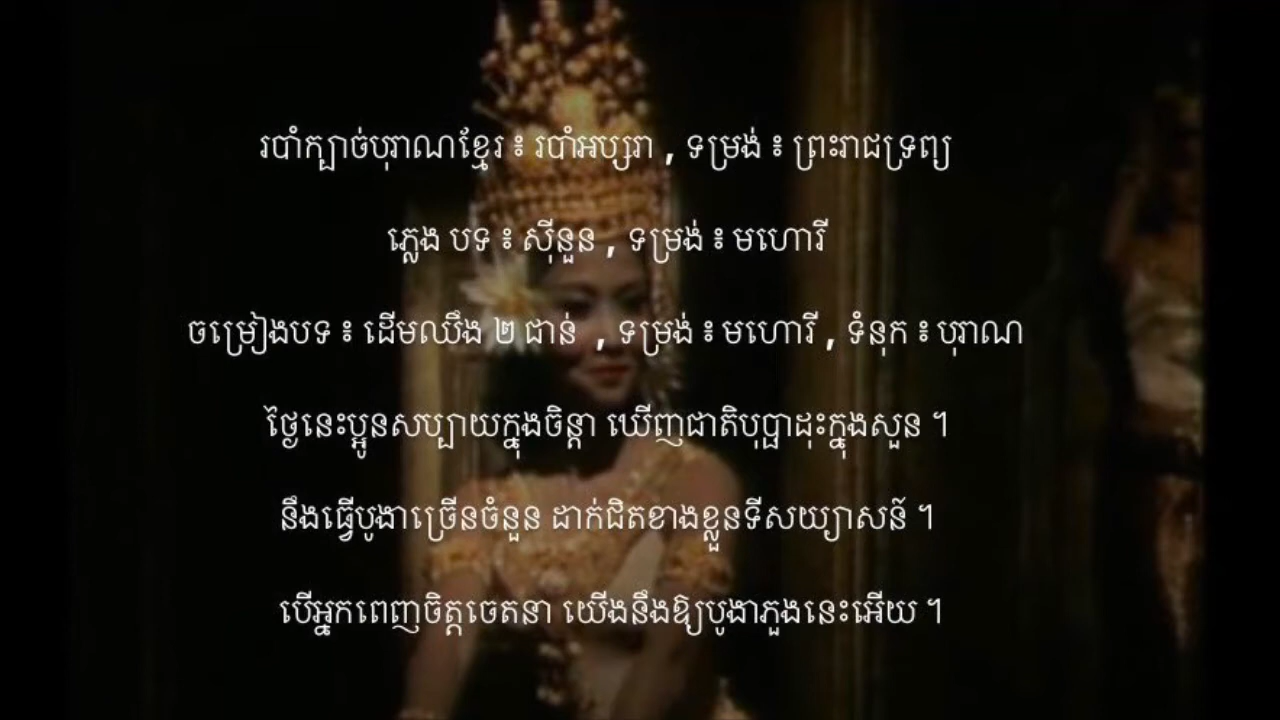 របាំក្បាច់បុរាណខ្មែរ ៖ របាំអប្សរា , ទម្រង់ ៖ ព្រះរាជទ្រព្យ
ភ្លេង បទ ៖ ស៊ីនួន , ទម្រង់ ៖ មហោរី
ចម្រៀងបទ ៖ ដើមឈឹង ២ ជាន់ , ទម្រង់ ៖ មហោរី , ទំនុក ៖ បុរាណ
ថ្ងៃនេះប្អូនសប្បាយក្នុងចិន្តា ឃើញជាតិបុប្ផាដុះក្នុងសួន ។
នឹងធ្វើបូងាច្រើនចំនួន ដាក់ជិតខាងខ្លួនទីសយ្យាសន៍ ។
បើអ្នកពេញចិត្តចេតនា យើងនឹងឱ្យបូងាភួងនេះអើយ ។